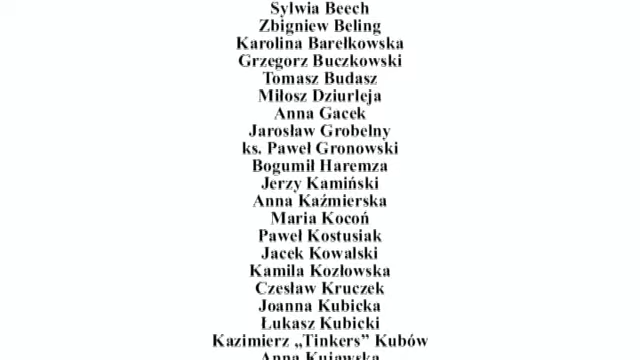 Sylwia Beech
Zbigniew Beling
Karolina Barełkowska
Grzegorz Buczkowski
Tomasz Budasz
Miłosz Dziurleja
Anna Gacek
Jarosław Grobelny
ks. Paweł Gronowski
Bogumił Haremza
Jerzy Kamiński
Anna Kaźmierska
Maria Kocoń
Paweł Kostusiak
Jacek Kowalski
Kamila Kozłowska
Czesław Kruczek
Joanna Kubicka
Łukasz Kubicki
Kazimierz „Tinkers” Kubów
Anna Kujawska